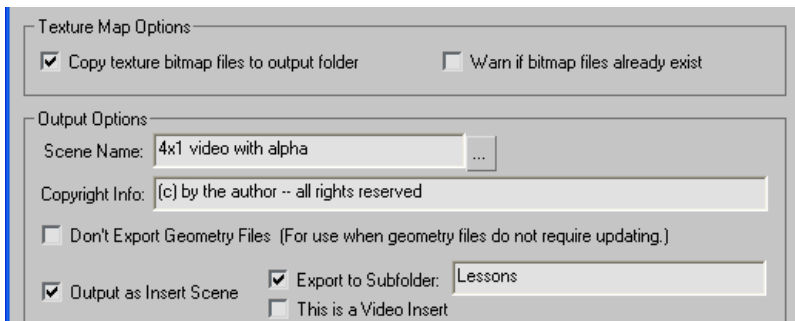 Texture Map Options
Copy texture bitmap files to output folder Warn if bitmap files already exist
Output Options
Scene Name: 4x1 video with alpha ...
Copyright Info: (c) by the author -- all rights reserved
Don't Export Geometry Files (For use when geometry files do not require updating.)
Output as Insert Scene Export to Subfolder: Lessons
This is a Video Insert